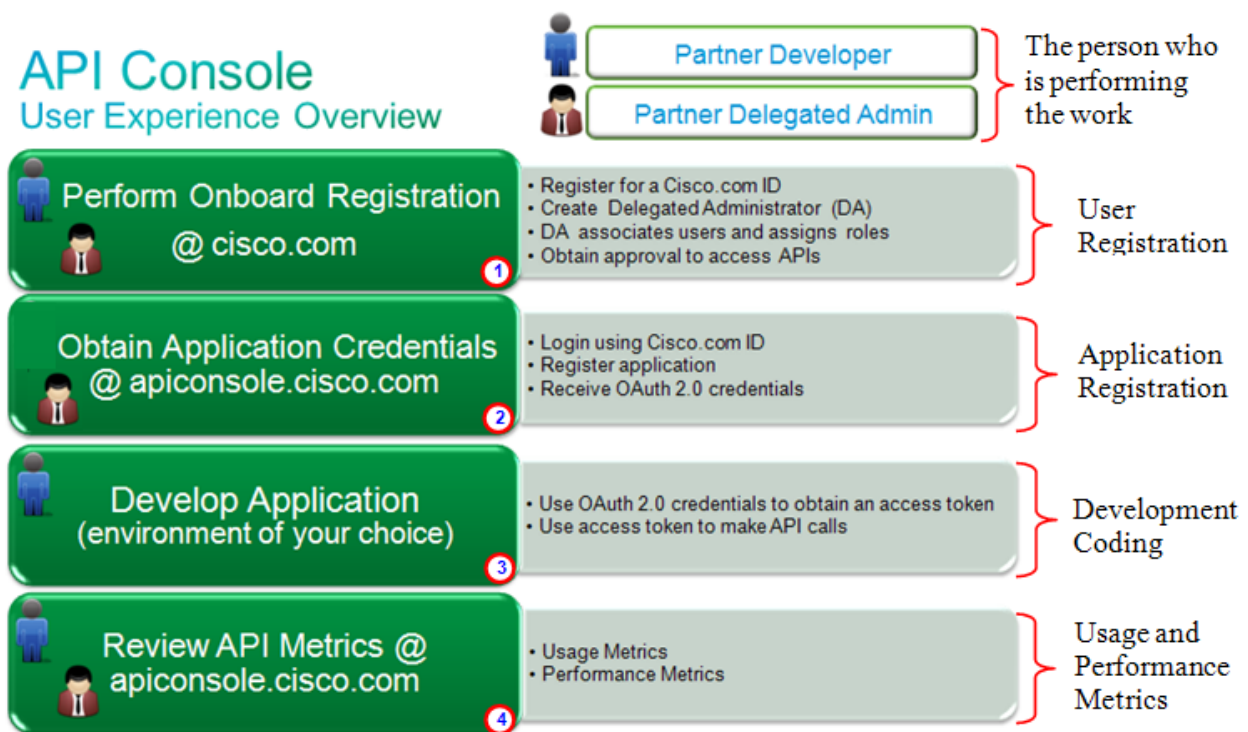 API Console
User Experience Overview
Partner Developer
Partner Delegated Admin
The person who
is performing
the work
Perform Onboard Registration
@ cisco.com
1
• Register for a Cisco.com ID
• Create Delegated Administrator (DA)
• DA associates users and assigns roles
• Obtain approval to access APIs
User
Registration
Obtain Application Credentials
@ apiconsole.cisco.com
2
• Login using Cisco.com ID
• Register application
• Receive OAuth 2.0 credentials
Application
Registration
Develop Application
(environment of your choice)
3
• Use OAuth 2.0 credentials to obtain an access token
• Use access token to make API calls
Development
Coding
Review API Metrics @
apiconsole.cisco.com
4
• Usage Metrics
• Performance Metrics
Usage and
Performance
Metrics